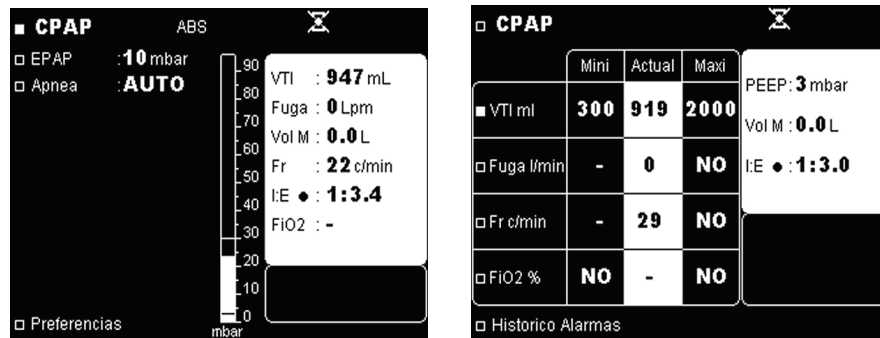 CPAP ABS
EPAP :10 mbar
Apnea :AUTO
90
80
70
60
50
40
30
20
10
0
mbar
VTI : 947 mL
Fuga : 0 Lpm
Vol M : 0.0 L
Fr : 22 c/min
I:E ● : 1:3.4
FiO2 : -
Preferencias
CPAP
Mini Actual Maxi
VTI ml 300 919 2000
Fuga l/min - 0 NO
Fr c/min - 29 NO
FiO2 % NO - NO
PEEP: 3 mbar
Vol M : 0.0 L
I:E ● : 1:3.0
Historico Alarmas